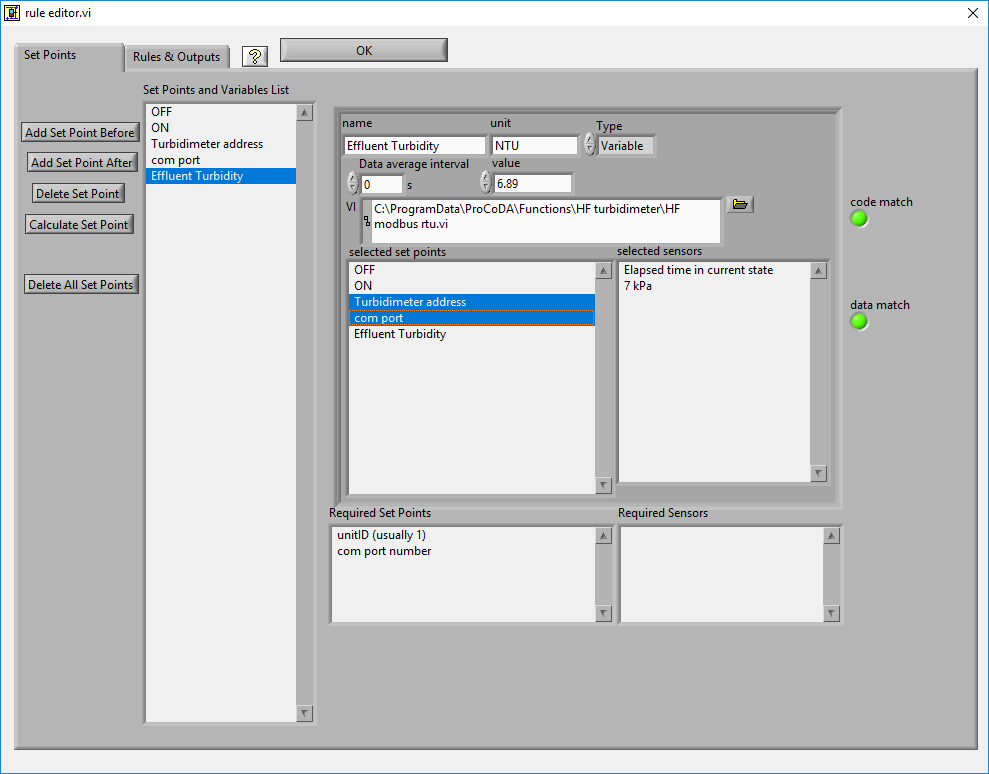 rule editor.vi
Set Points
Rules & Outputs
?
OK
Set Points and Variables List
OFF
ON
Turbidimeter address
com port
Effluent Turbidity
Add Set Point Before
Add Set Point After
Delete Set Point
Calculate Set Point
Delete All Set Points
name
unit
Type
Effluent Turbidity
NTU
Variable
Data average interval
value
0
s
6.89
VI
C:\ProgramData\ProCoDA\Functions\HF turbidimeter\HF
modbus rtu.vi
selected set points
OFF
ON
Turbidimeter address
com port
Effluent Turbidity
selected sensors
Elapsed time in current state
7 kPa
code match
data match
Required Set Points
unitID (usually 1)
com port number
Required Sensors